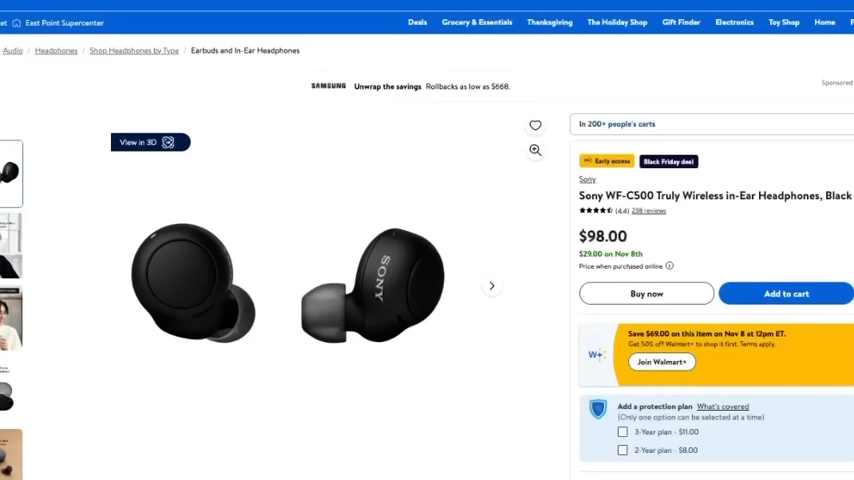 et East Point Supercenter
Deals Grocery & Essentials Thanksgiving The Holiday Shop Gift Finder Electronics Toy Shop Home F
Audio / Headphones / Shop Headphones by Type / Earbuds and In-Ear Headphones
SAMSUNG Unwrap the savings Rollbacks as low as $668.
Sponsored
View in 3D
SONY
In 200+ people's carts
Early access Black Friday deal
Sony
Sony WF-C500 Truly Wireless in-Ear Headphones, Black
(4.4) 238 reviews
$98.00
$29.00 on Nov 8th
Price when purchased online
Buy now Add to cart
Save $69.00 on this item on Nov 8 at 12pm ET.
Get 50% off Walmart+ to shop it first. Terms apply.
W+
Join Walmart+
Add a protection plan What's covered
(Only one option can be selected at a time)
3-Year plan - $11.00
2-Year plan - $8.00